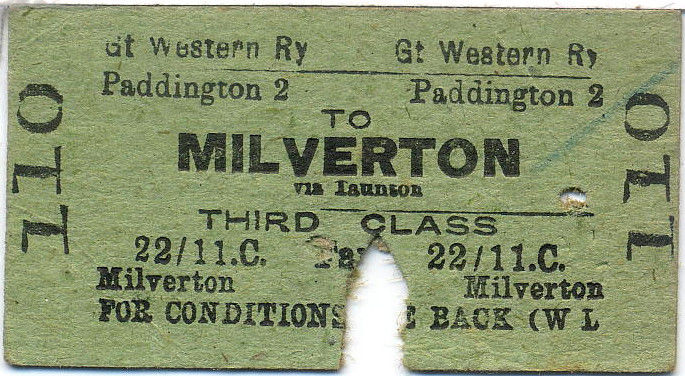 Gt Western Ry Gt Western Ry
Paddington 2 Paddington 2
TO
MILVERTON
via Taunton
THIRD CLASS
22/11.C. 22/11.C.
Milverton Milverton
FOR CONDITIONS E BACK (W L
110
011